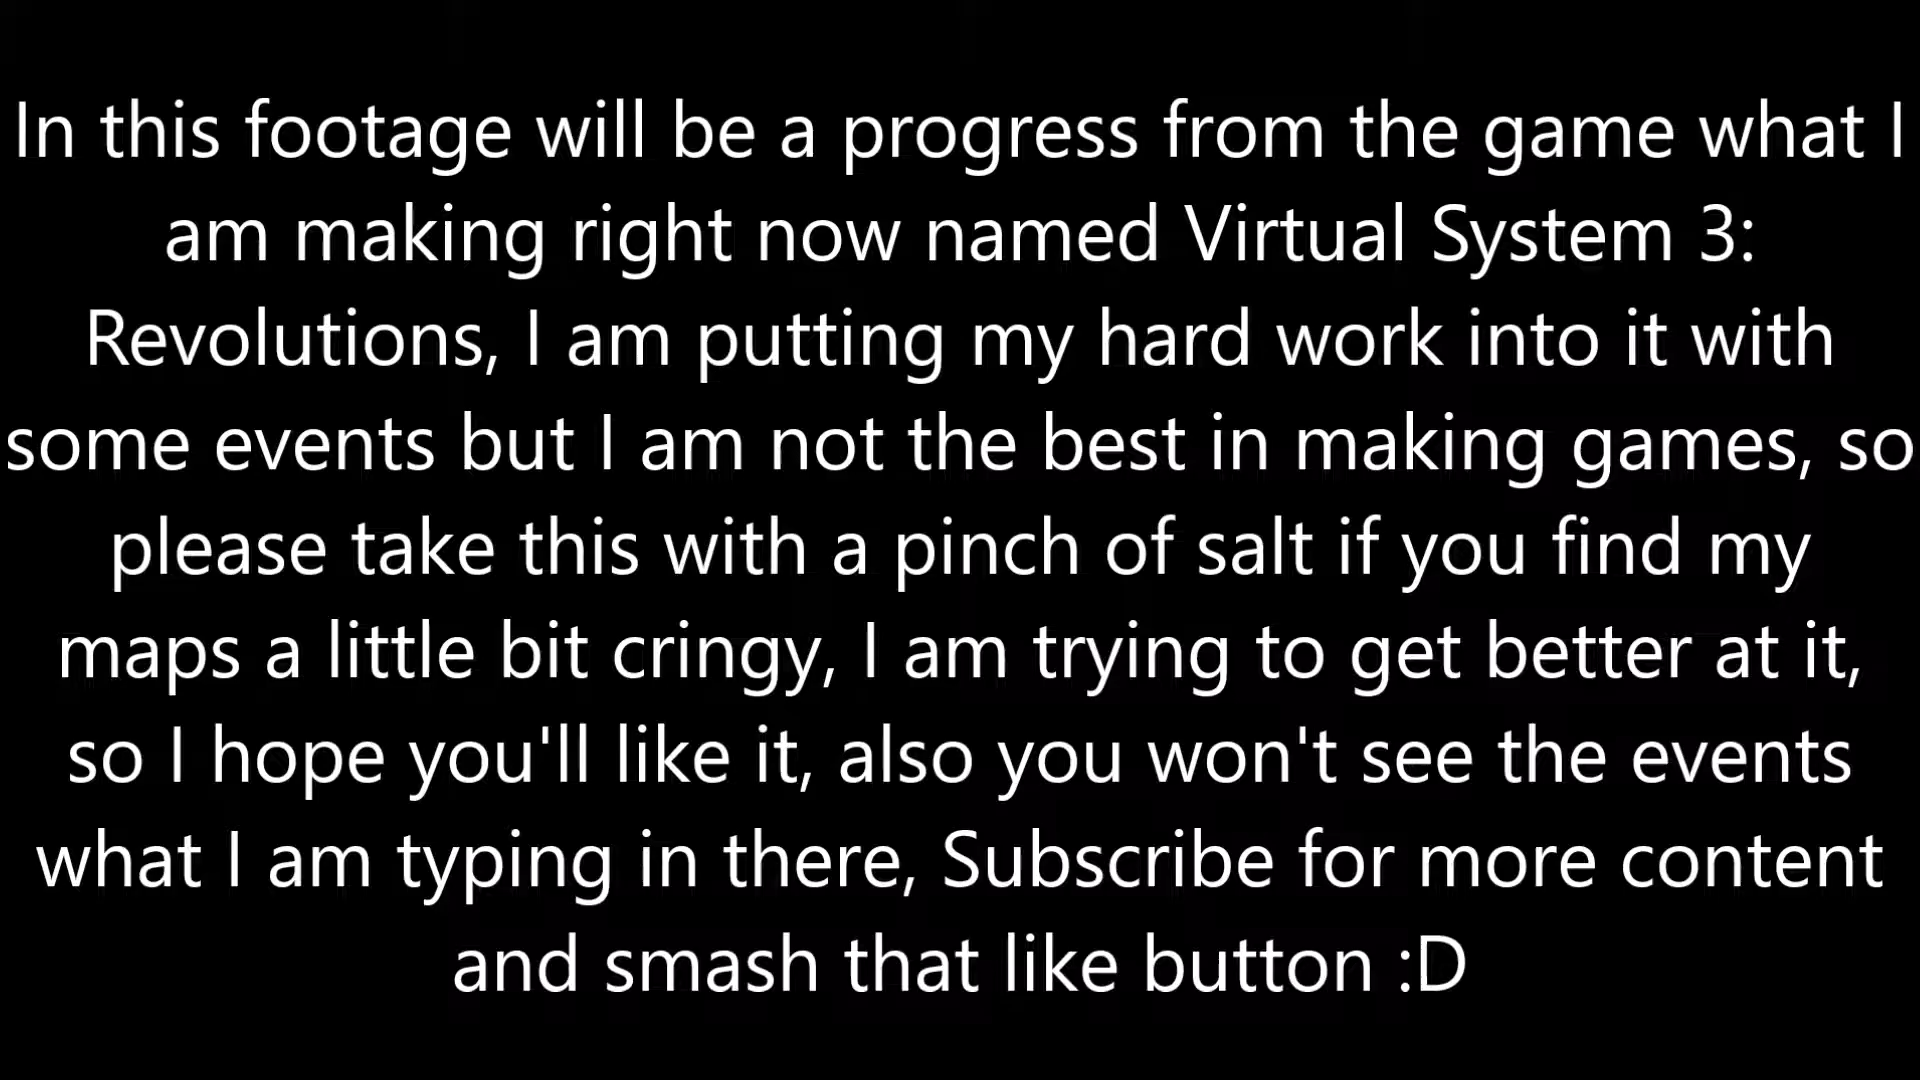 In this footage will be a progress from the game what I
am making right now named Virtual System 3:
Revolutions, I am putting my hard work into it with
some events but I am not the best in making games, so
please take this with a pinch of salt if you find my
maps a little bit cringy, I am trying to get better at it,
so I hope you'll like it, also you won't see the events
what I am typing in there, Subscribe for more content
and smash that like button :D